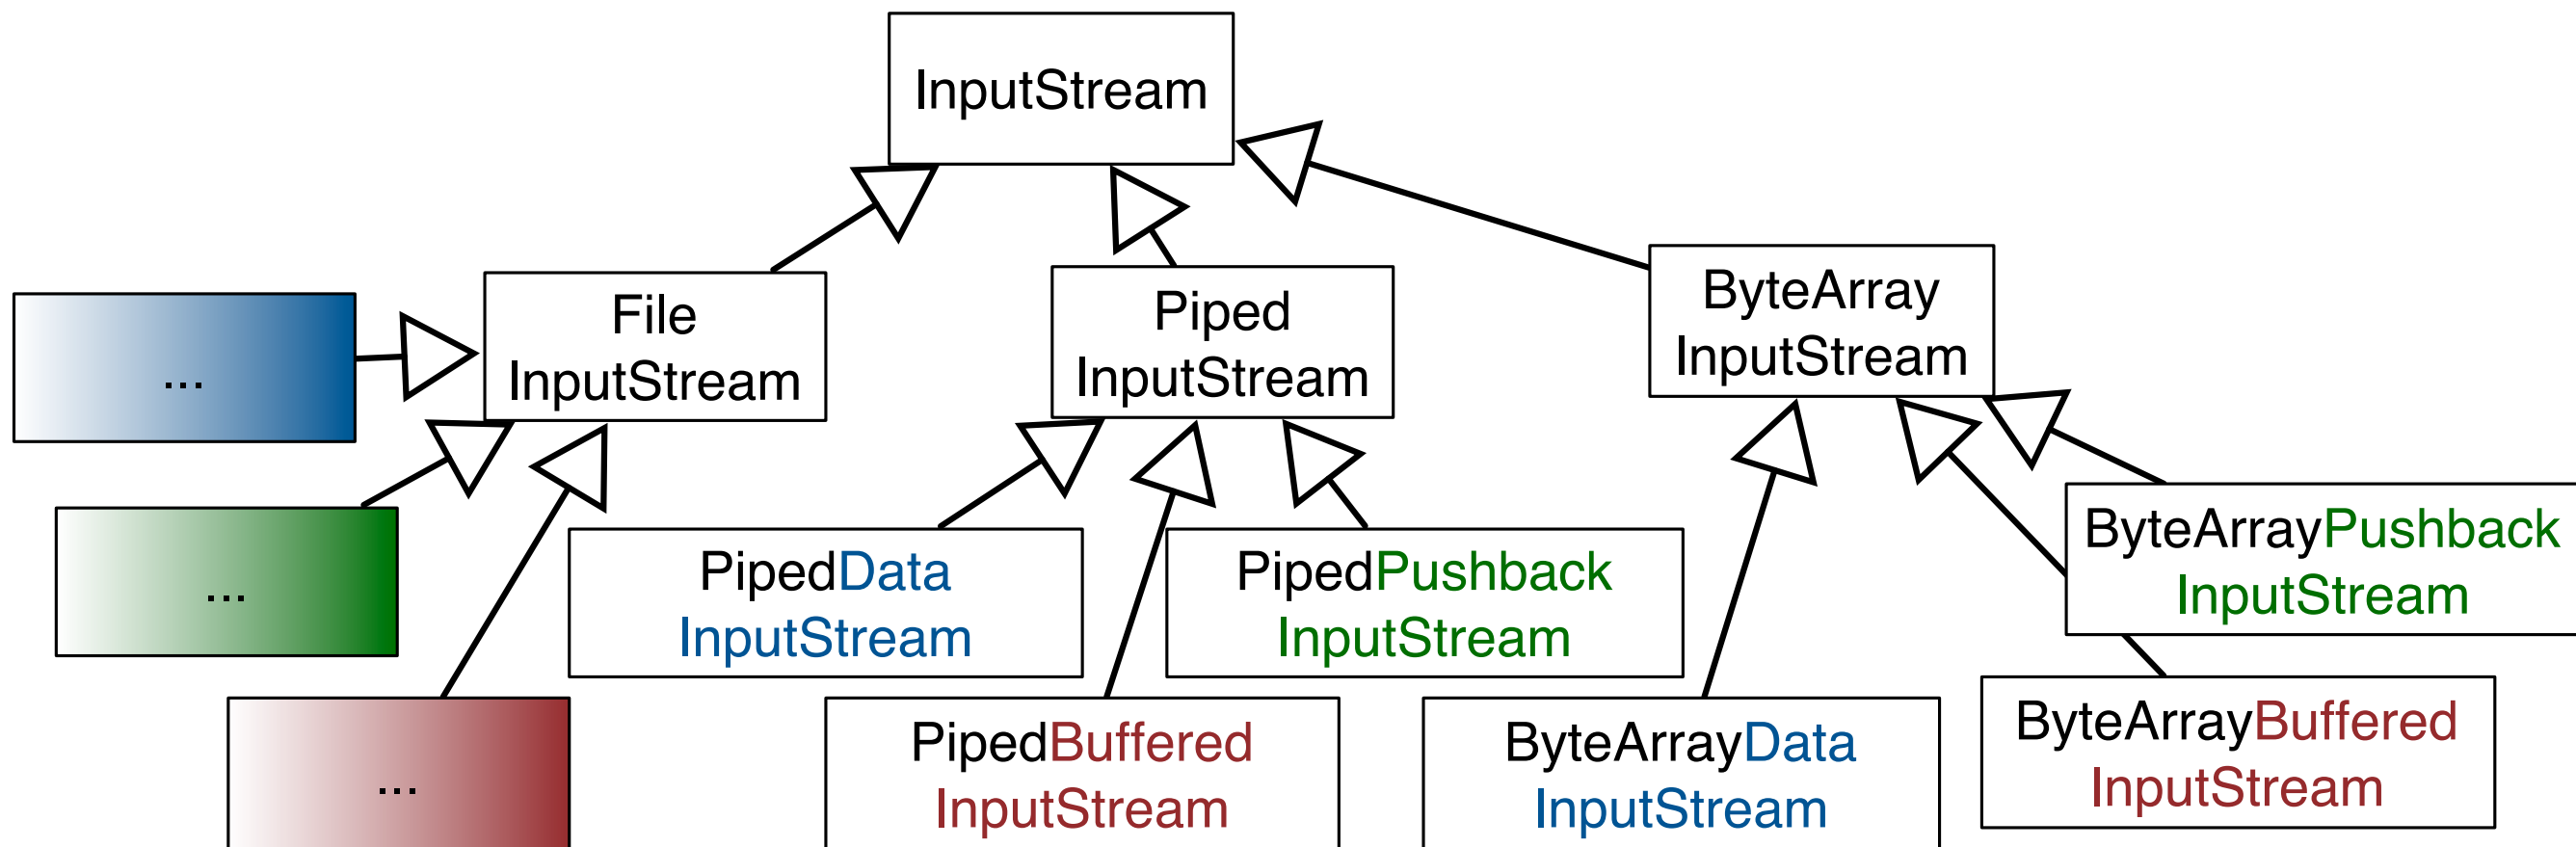 InputStream
File
InputStream
Piped
InputStream
ByteArray
InputStream
...
...
...
PipedData
InputStream
PipedPushback
InputStream
ByteArrayPushback
InputStream
PipedBuffered
InputStream
ByteArrayData
InputStream
ByteArrayBuffered
InputStream